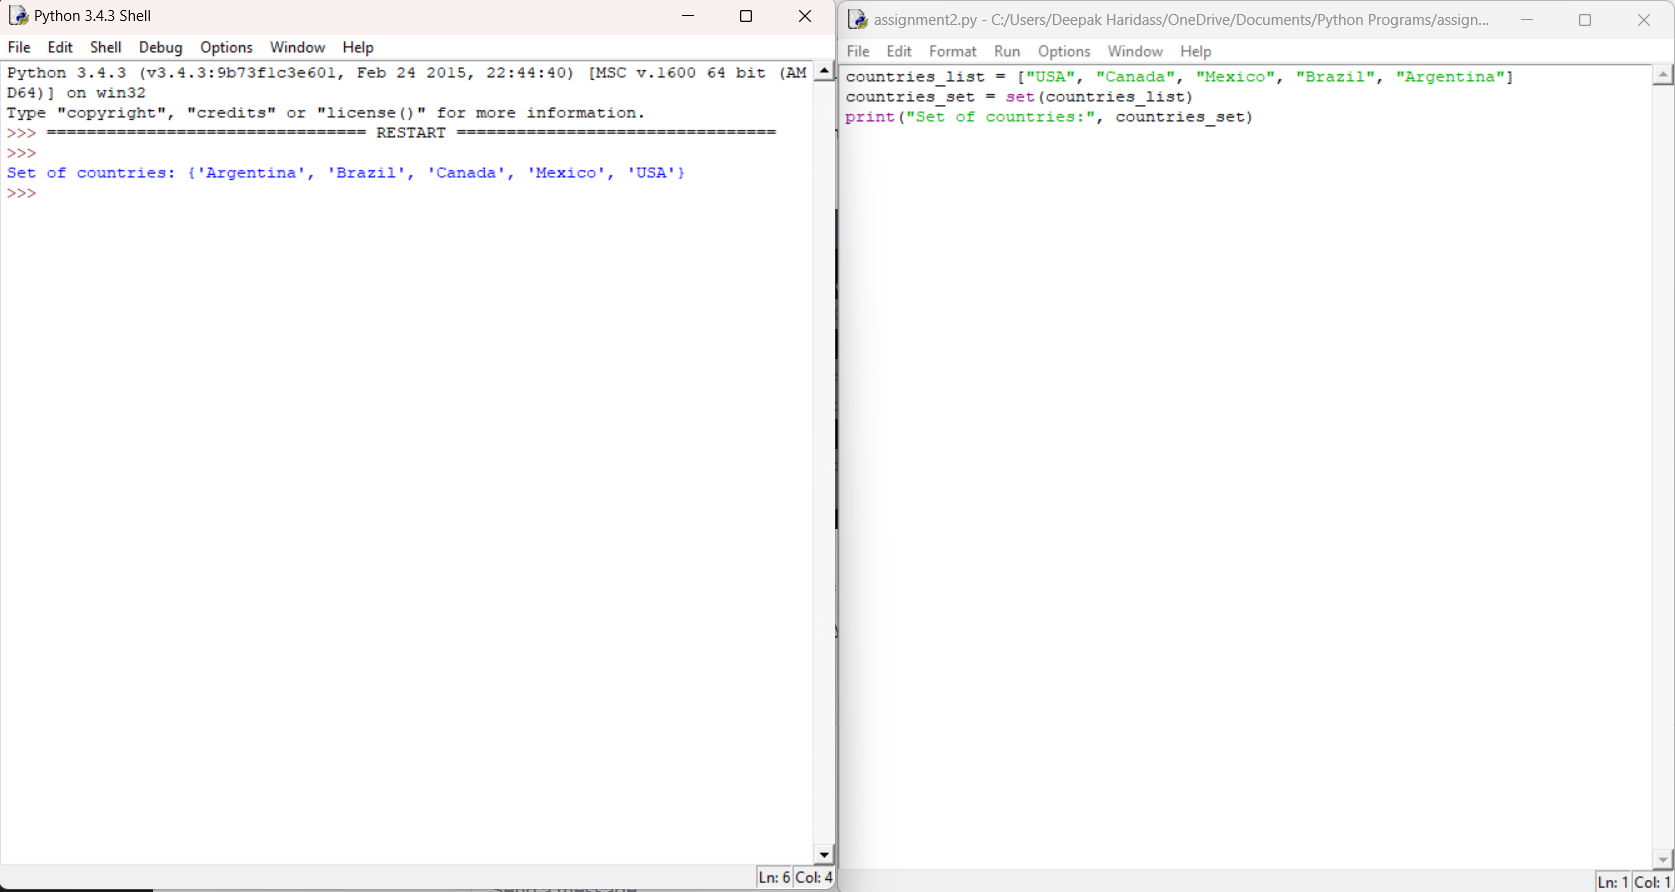 Python 3.4.3 Shell
File Edit Shell Debug Options Window Help
Python 3.4.3 (v3.4.3:9b73f1c3e601, Feb 24 2015, 22:44:40) [MSC v.1600 64 bit (AM
D64)] on win32
Type "copyright", "credits" or "license()" for more information.
>>> ================================ RESTART ================================
>>>
Set of countries: {'Argentina', 'Brazil', 'Canada', 'Mexico', 'USA'}
>>>
Ln: 6 Col: 4
assignment2.py - C:/Users/Deepak Haridass/OneDrive/Documents/Python Programs/assign...
File Edit Format Run Options Window Help
countries_list = ["USA", "Canada", "Mexico", "Brazil", "Argentina"]
countries_set = set(countries_list)
print("Set of countries:", countries_set)
Ln: 1 Col: 1
Send a message